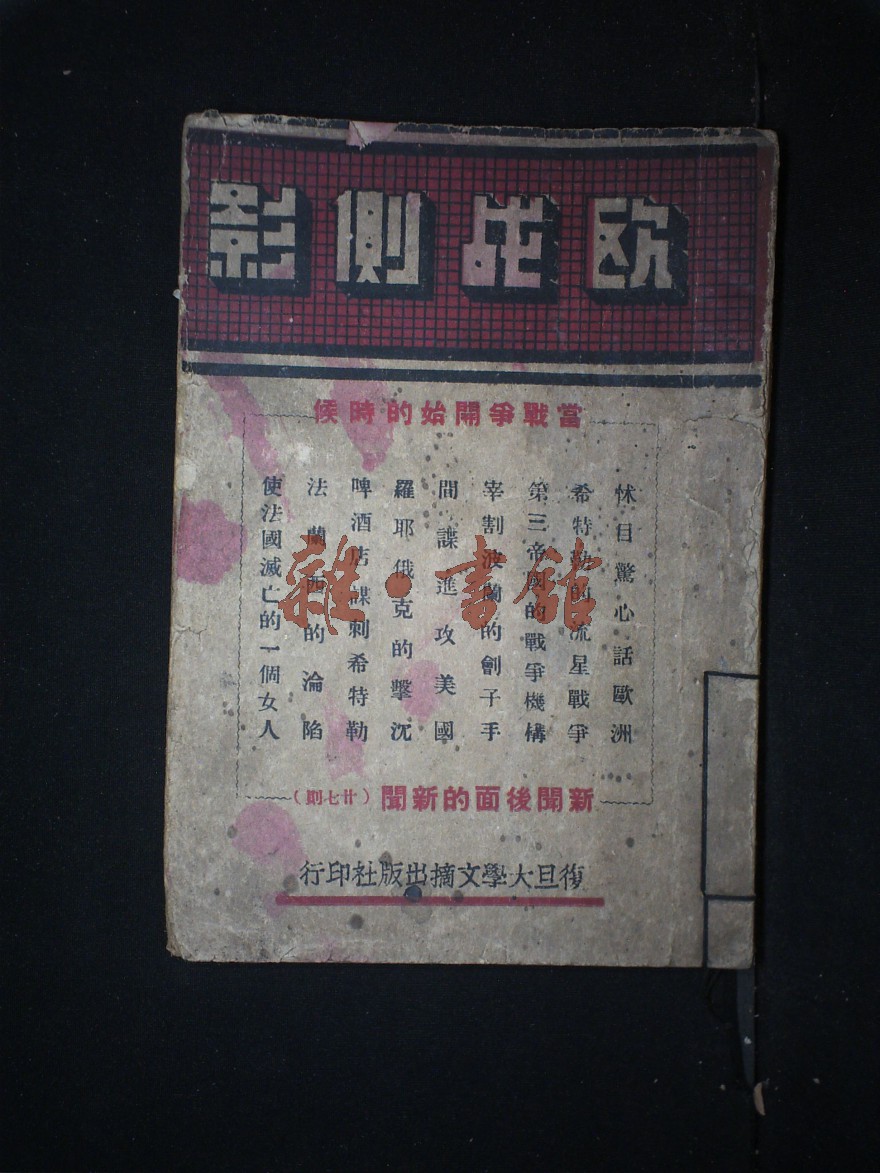 欧战側影
當戰爭開始的時候
怵目驚心話歐洲
希特勒的流星戰爭
第三帝國的戰爭機構
宰割波蘭的劊子手
間諜進攻美國
羅耶俄克的擊沉
啤酒店謀刺希特勒
法蘭西的淪陷
使法國滅亡的一個女人
新聞後面的新聞（廿七則）
復旦大學文摘出版社印行
雜·書館